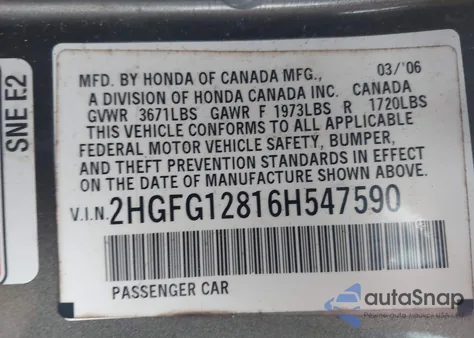 MFD. BY HONDA OF CANADA MFG., 03/'06
A DIVISION OF HONDA CANADA INC. CANADA
GVWR 3671LBS GAWR F 1973LBS R 1720LBS
THIS VEHICLE CONFORMS TO ALL APPLICABLE
FEDERAL MOTOR VEHICLE SAFETY, BUMPER,
AND THEFT PREVENTION STANDARDS IN EFFECT
ON THE DATE OF MANUFACTURE SHOWN ABOVE.
V.I.N. 2HGFG12816H547590
PASSENGER CAR
SNE E2
autaSnap